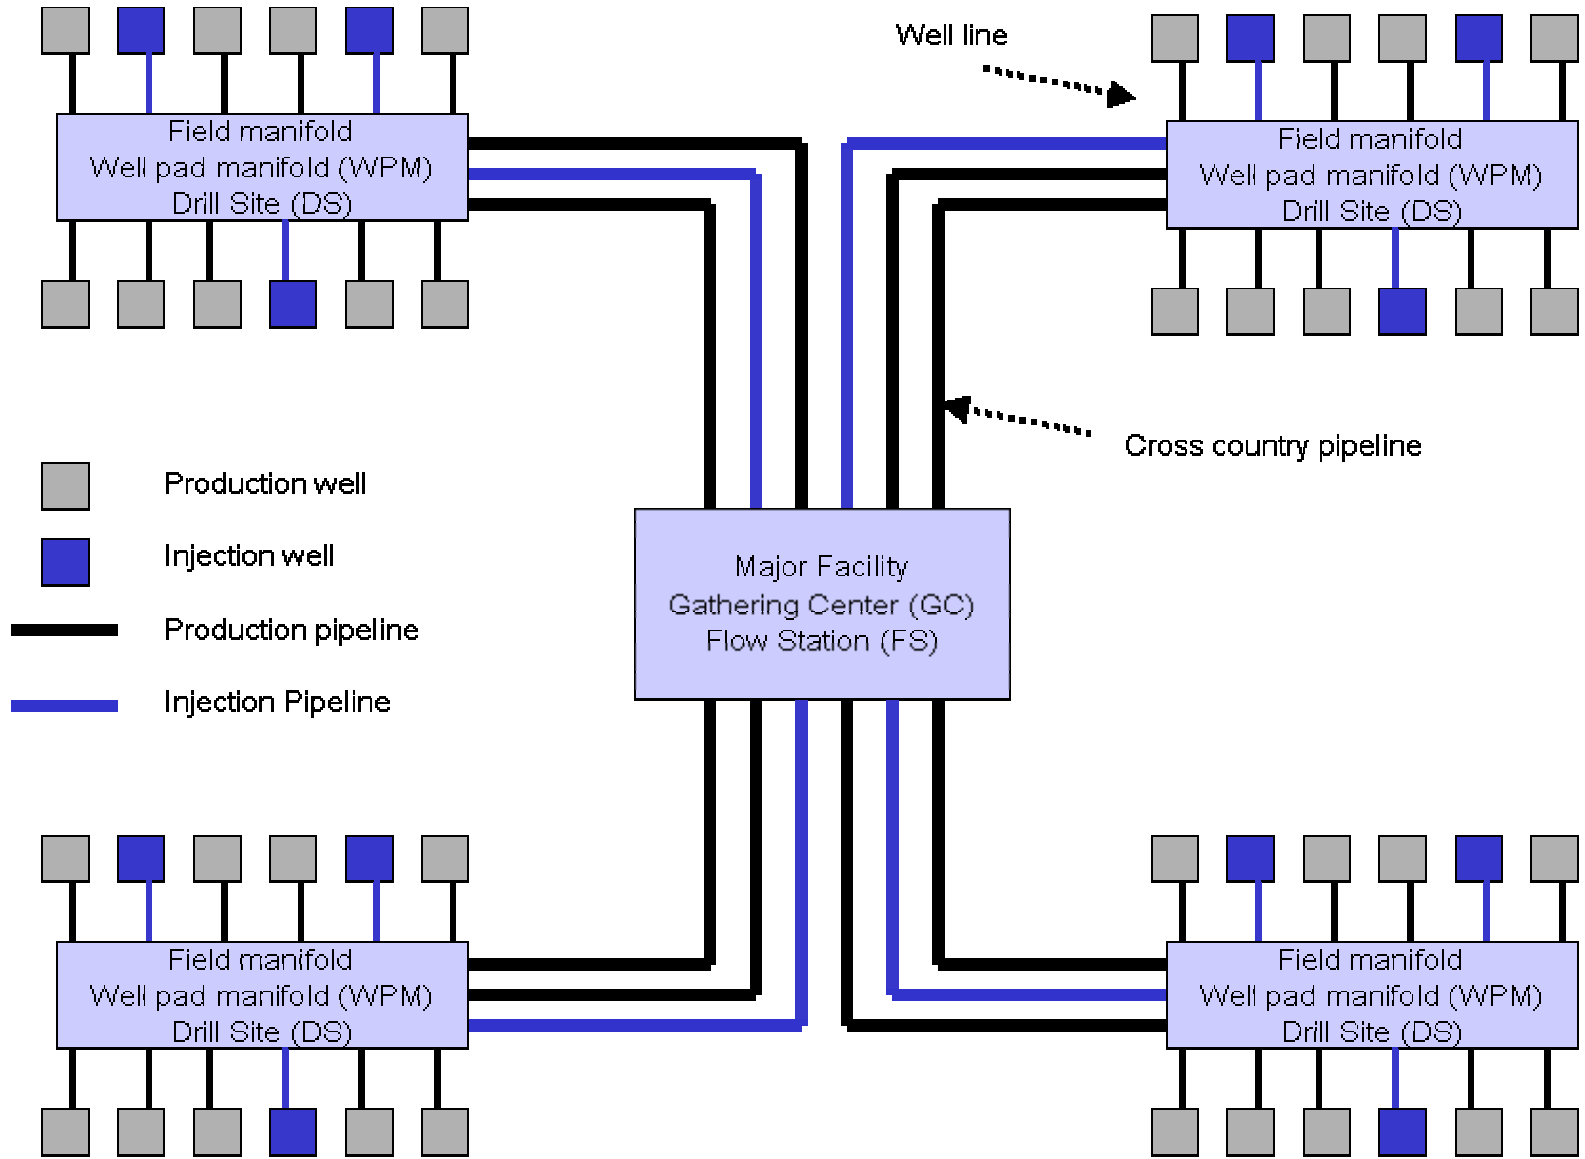 Well line
Field manifold
Well pad manifold (WPM)
Drill Site (DS)
Field manifold
Well pad manifold (WPM)
Drill Site (DS)
Cross country pipeline
Production well
Injection well
Production pipeline
Injection Pipeline
Major Facility
Gathering Center (GC)
Flow Station (FS)
Field manifold
Well pad manifold (WPM)
Drill Site (DS)
Field manifold
Well pad manifold (WPM)
Drill Site (DS)